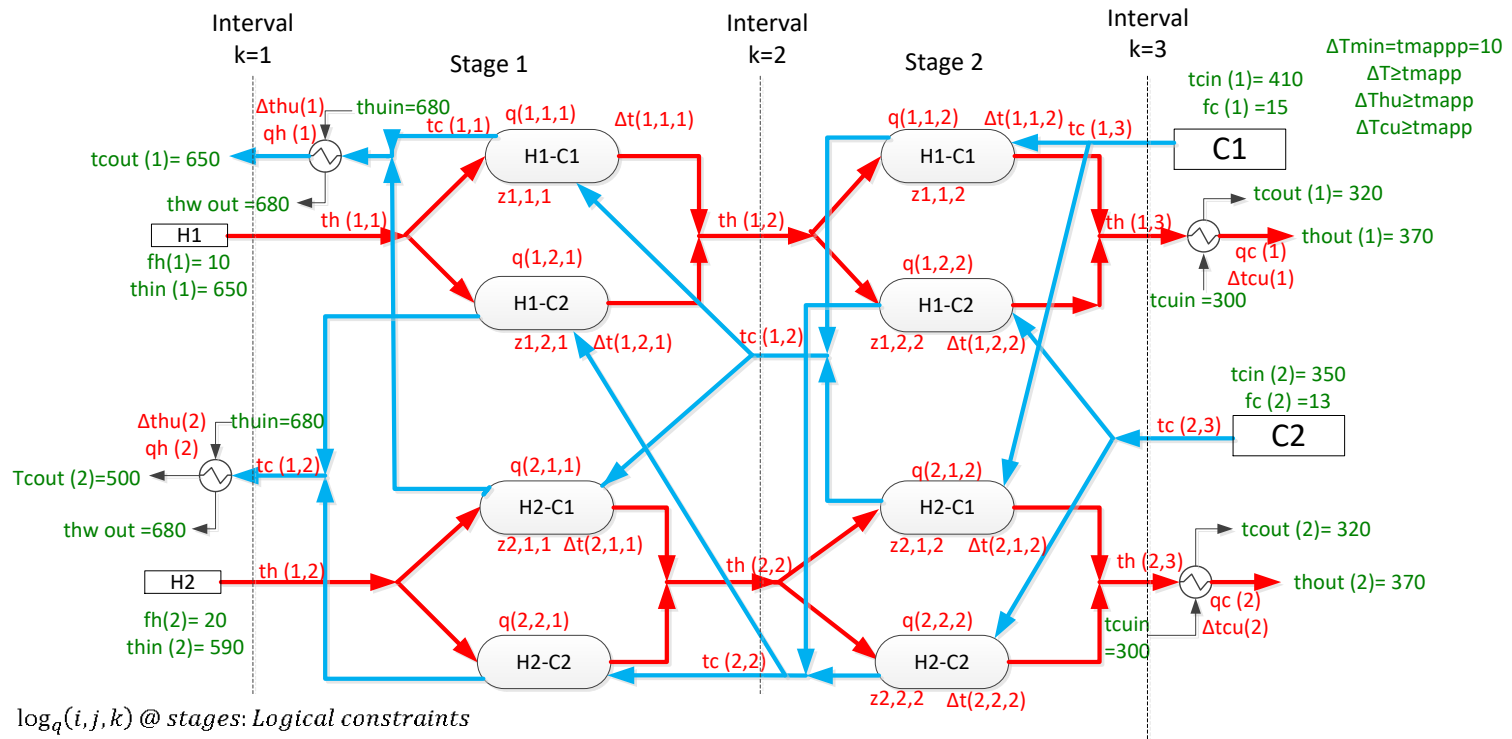 Interval
k=1
Stage 1
Interval
k=2
Stage 2
Interval
k=3
ΔTmin=tmappp=10
ΔT≥tmapp
ΔThu≥tmapp
ΔTcu≥tmapp
tcin (1)= 410
fc (1) =15
C1
Δthu(1)
qh (1)
thuin=680
tcout (1)= 650
thw out =680
tc (1,1)
q(1,1,1)
Δt(1,1,1)
H1-C1
z1,1,1
q(1,1,2)
Δt(1,1,2)
tc (1,3)
H1-C1
z1,1,2
H1
fh(1)= 10
thin (1)= 650
th (1,1)
th (1,2)
th (1,3)
tcout (1)= 320
thout (1)= 370
qc (1)
Δtcu(1)
tcuin =300
q(1,2,1)
H1-C2
z1,2,1
Δt(1,2,1)
q(1,2,2)
H1-C2
z1,2,2
Δt(1,2,2)
tc (1,2)
tcin (2)= 350
fc (2) =13
C2
tc (2,3)
Δthu(2)
qh (2)
thuin=680
Tcout (2)=500
tc (1,2)
thw out =680
q(2,1,1)
H2-C1
z2,1,1
Δt(2,1,1)
q(2,1,2)
H2-C1
z2,1,2
Δt(2,1,2)
H2
fh(2)= 20
thin (2)= 590
th (1,2)
th (2,2)
th (2,3)
tcout (2)= 320
thout (2)= 370
qc (2)
Δtcu(2)
tcuin
=300
q(2,2,1)
H2-C2
tc (2,2)
q(2,2,2)
H2-C2
z2,2,2
Δt(2,2,2)
log_q(i,j,k) @ stages: Logical constraints